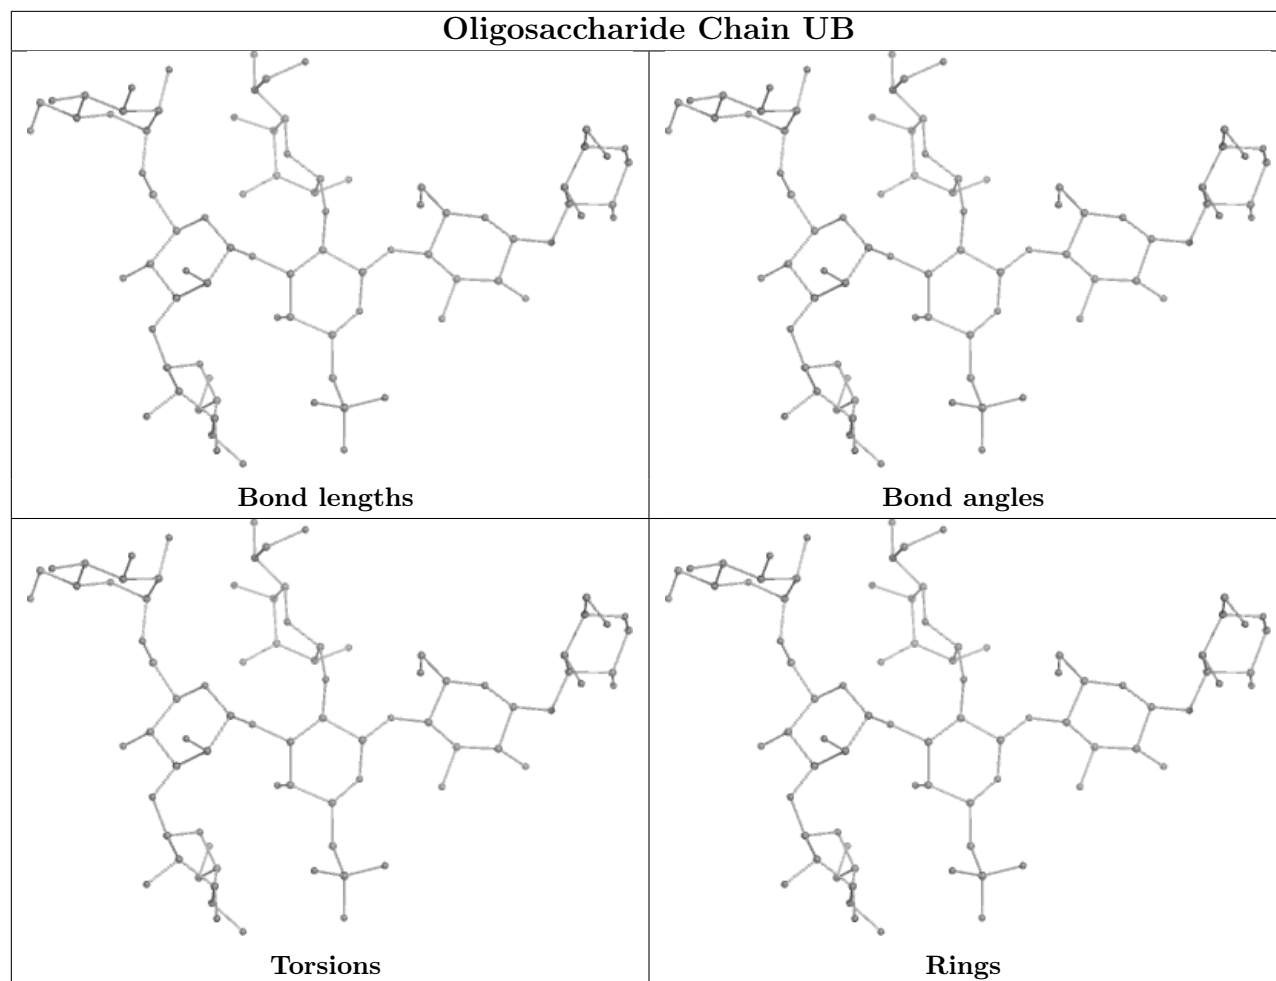 Oligosaccharide Chain UB
Bond lengths
Bond angles
Torsions
Rings